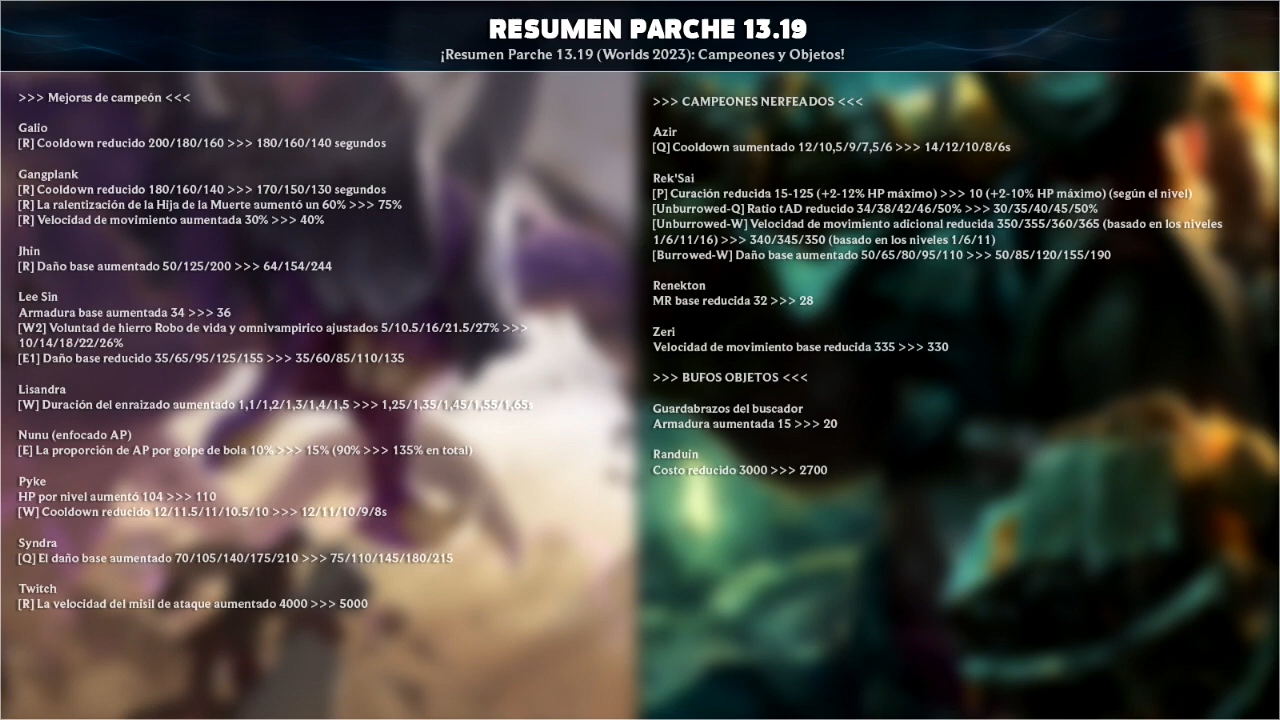 RESUMEN PARCHE 13.19
¡Resumen Parche 13.19 (Worlds 2023): Campeones y Objetos!
>>> Mejoras de campeón <<<
Galio
[R] Cooldown reducido 200/180/160 >>> 180/160/140 segundos
Gangplank
[R] Cooldown reducido 180/160/140 >>> 170/150/130 segundos
[R] La ralentización de la Hija de la Muerte aumentó un 60% >>> 75%
[R] Velocidad de movimiento aumentada 30% >>> 40%
Jhin
[R] Daño base aumentado 50/125/200 >>> 64/154/244
Lee Sin
Armadura base aumentada 34 >>> 36
[W2] Voluntad de hierro Robo de vida y omnivampirico ajustados 5/10.5/16/21.5/27% >>>
10/14/18/22/26%
[E1] Daño base reducido 35/65/95/125/155 >>> 35/60/85/110/135
Lisandra
[W] Duración del enraizado aumentado 1,1/1,2/1,3/1,4/1,5 >>> 1,25/1,35/1,45/1,55/1,65s
Nunu (enfocado AP)
[E] La proporción de AP por golpe de bola 10% >>> 15% (90% >>> 135% en total)
Pyke
HP por nivel aumentó 104 >>> 110
[W] Cooldown reducido 12/11.5/11/10.5/10 >>> 12/11/10/9/8s
Syndra
[Q] El daño base aumentado 70/105/140/175/210 >>> 75/110/145/180/215
Twitch
[R] La velocidad del misil de ataque aumentado 4000 >>> 5000
>>> CAMPEONES NERFEADOS <<<
Azir
[Q] Cooldown aumentado 12/10,5/9/7,5/6 >>> 14/12/10/8/6s
Rek'Sai
[P] Curación reducida 15-125 (+2-12% HP máximo) >>> 10 (+2-10% HP máximo) (según el nivel)
[Unburrowed-Q] Ratio tAD reducido 34/38/42/46/50% >>> 30/35/40/45/50%
[Unburrowed-W] Velocidad de movimiento adicional reducida 350/355/360/365 (basado en los niveles
1/6/11/16) >>> 340/345/350 (basado en los niveles 1/6/11)
[Burrowed-W] Daño base aumentado 50/65/80/95/110 >>> 50/85/120/155/190
Renekton
MR base reducida 32 >>> 28
Zeri
Velocidad de movimiento base reducida 335 >>> 330
>>> BUFOS OBJETOS <<<
Guardabrazos del buscador
Armadura aumentada 15 >>> 20
Randuin
Costo reducido 3000 >>> 2700